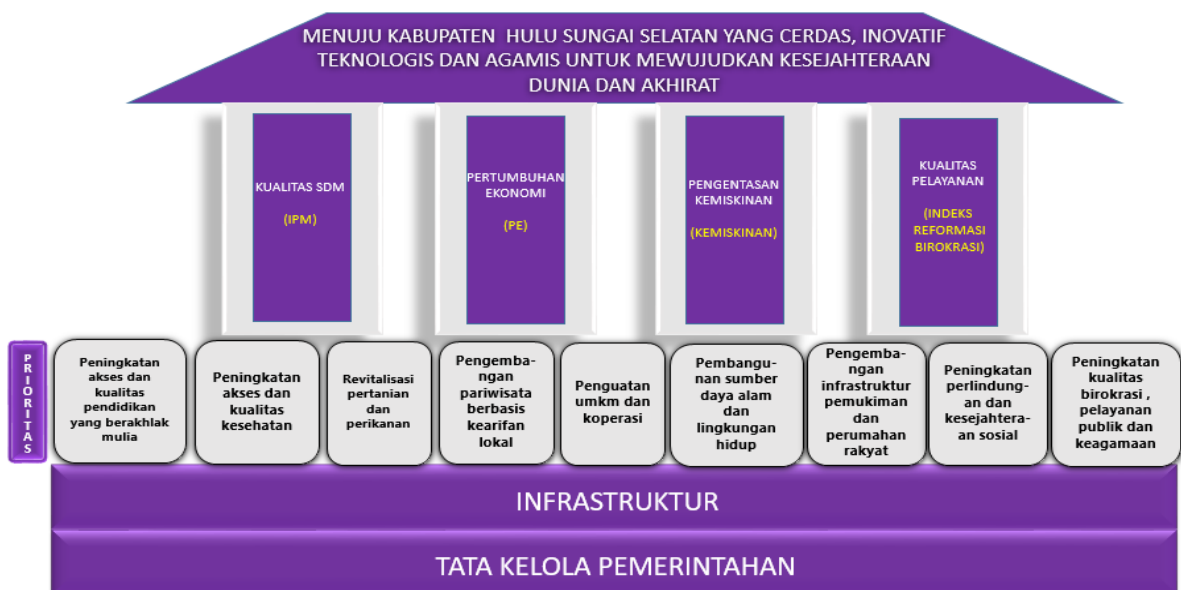 MENUJU KABUPATEN HULU SUNGAI SELATAN YANG CERDAS, INOVATIF
TEKNOLOGIS DAN AGAMIS UNTUK MEWUJUDKAN KESEJAHTERAAN
DUNIA DAN AKHIRAT
KUALITAS SDM
(IPM)
PERTUMBUHAN
EKONOMI
(PE)
PENGENTASAN
KEMISKINAN
(KEMISKINAN)
KUALITAS
PELAYANAN
(INDEKS
REFORMASI
BIROKRASI)
PRIORITAS
Peningkatan
akses dan
kualitas
pendidikan
yang berakhlak
mulia
Peningkatan
akses dan
kualitas
kesehatan
Revitalisasi
pertanian
dan
perikanan
Pengemba-
ngan
pariwisata
berbasis
kearifan
lokal
Penguatan
umkm dan
koperasi
Pembangu-
nan sumber
daya alam
dan
lingkungan
hidup
Pengemba-
ngan
infrastruktur
pemukiman
dan
perumahan
rakyat
Peningkatan
perlindung-
an dan
kesejahtera-
an sosial
Peningkatan
kualitas
birokrasi ,
pelayanan
publik dan
keagamaan
INFRASTRUKTUR
TATA KELOLA PEMERINTAHAN